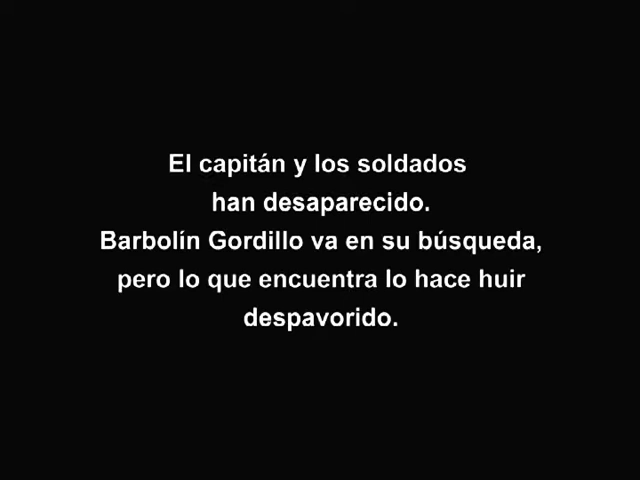 El capitán y los soldados
han desaparecido.
Barbolín Gordillo va en su búsqueda,
pero lo que encuentra lo hace huir
despavorido.